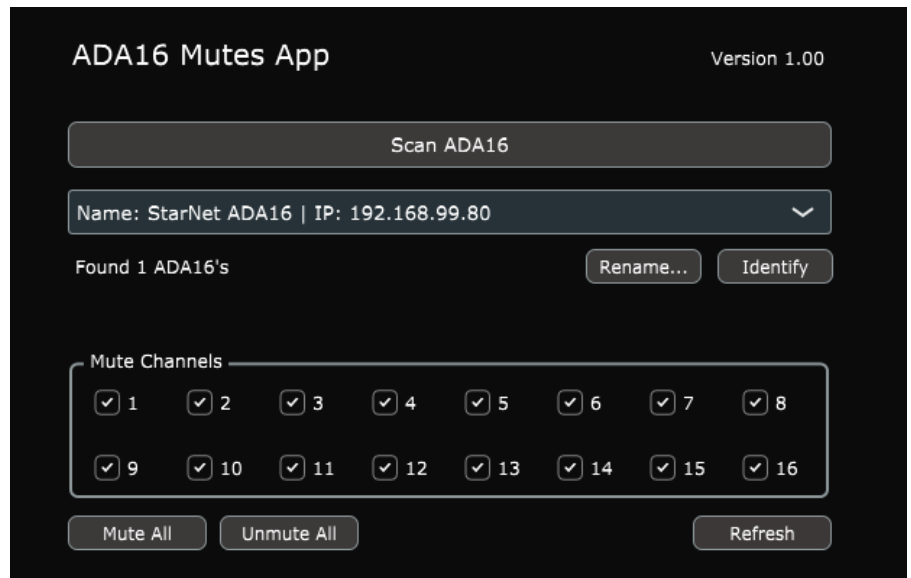 ADA16 Mutes App
Version 1.00
Scan ADA16
Name: StarNet ADA16 | IP: 192.168.99.80
Found 1 ADA16's
Rename...
Identify
Mute Channels
1 2 3 4 5 6 7 8
9 10 11 12 13 14 15 16
Mute All
Unmute All
Refresh